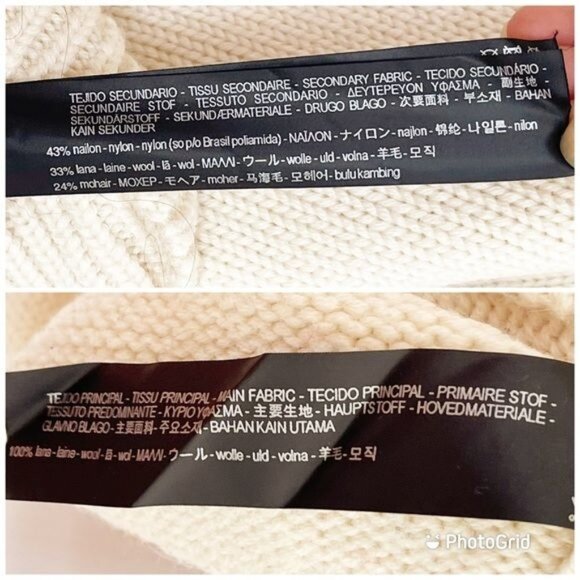 TEJIDO SECUNDARIO - TISSU SECONDAIRE - SECONDARY FABRIC - TECIDO SECUNDÁRIO -
SECUNDAIRE STOF - TESSUTO SECONDARIO - ΔΕΥΤΕΡΕΥΟΝ ΥΦΑΣΜΑ - 副生地 -
SEKUNDÄRSTOFF - SEKUNDÆRMATERIALE - DRUGO BLAGO - 次要面料 - 부소재 - BAHAN
KAIN SEKUNDER
43% nailon - nylon - nylon (so p/o Brasil poliamida) - ΝΑΪΛΟΝ - ナイロン - najlon - 锦纶 - 나일론 - nilon
33% lana - laine - wool - lã - wol - ΜΑΛΛΙ - ウール - wolle - uld - volna - 羊毛 - 모직
24% mohair - ΜΟΧΕΡ - モヘア - moher - 马海毛 - 모헤어 - bulu kambing
TEJIDO PRINCIPAL - TISSU PRINCIPAL - MAIN FABRIC - TECIDO PRINCIPAL - PRIMAIRE STOF -
TESSUTO PREDOMINANTE - ΚΥΡΙΟ ΥΦΑΣΜΑ - 主要生地 - HAUPTSTOFF - HOVEDMATERIALE -
GLAVNO BLAGO - 主要面料 - 주요소재 - BAHAN KAIN UTAMA
100% lana - laine - wool - lã - wol - ΜΑΛΛΙ - ウール - wolle - uld - volna - 羊毛 - 모직
PhotoGrid